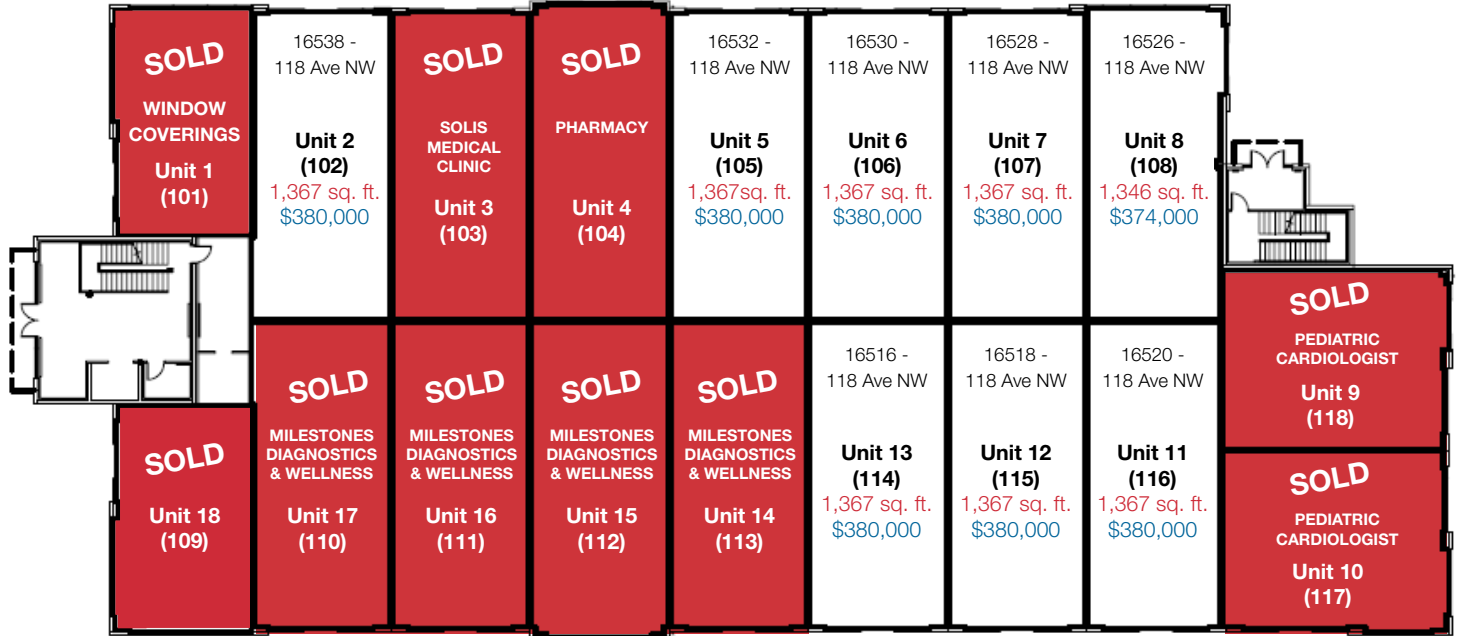 SOLD
WINDOW
COVERINGS
Unit 1
(101)
16538 -
118 Ave NW
Unit 2
(102)
1,367 sq. ft.
$380,000
SOLD
SOLIS
MEDICAL
CLINIC
Unit 3
(103)
SOLD
PHARMACY
Unit 4
(104)
16532 -
118 Ave NW
Unit 5
(105)
1,367sq. ft.
$380,000
16530 -
118 Ave NW
Unit 6
(106)
1,367 sq. ft.
$380,000
16528 -
118 Ave NW
Unit 7
(107)
1,367 sq. ft.
$380,000
16526 -
118 Ave NW
Unit 8
(108)
1,346 sq. ft.
$374,000
SOLD
PEDIATRIC
CARDIOLOGIST
Unit 9
(118)
SOLD
Unit 18
(109)
SOLD
MILESTONES
DIAGNOSTICS
& WELLNESS
Unit 17
(110)
SOLD
MILESTONES
DIAGNOSTICS
& WELLNESS
Unit 16
(111)
SOLD
MILESTONES
DIAGNOSTICS
& WELLNESS
Unit 15
(112)
SOLD
MILESTONES
DIAGNOSTICS
& WELLNESS
Unit 14
(113)
16516 -
118 Ave NW
Unit 13
(114)
1,367 sq. ft.
$380,000
16518 -
118 Ave NW
Unit 12
(115)
1,367 sq. ft.
$380,000
16520 -
118 Ave NW
Unit 11
(116)
1,367 sq. ft.
$380,000
SOLD
PEDIATRIC
CARDIOLOGIST
Unit 10
(117)